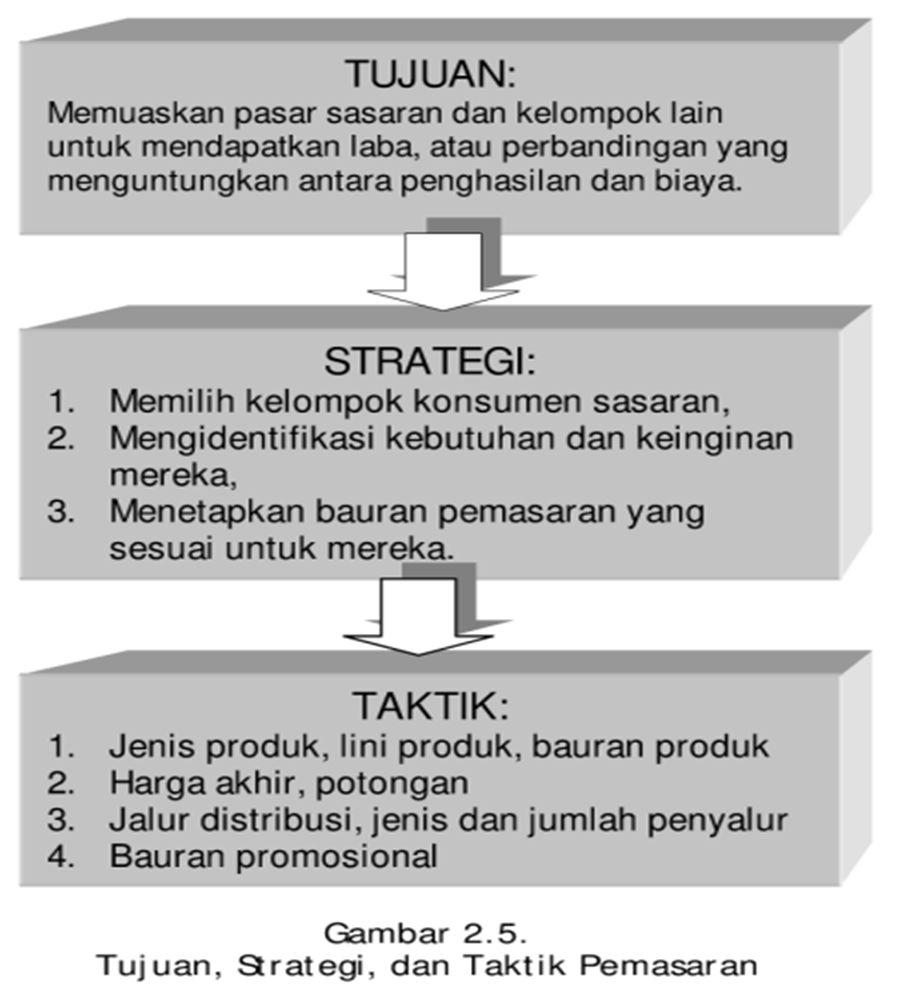 TUJUAN:
Memuaskan pasar sasaran dan kelompok lain
untuk mendapatkan laba, atau perbandingan yang
menguntungkan antara penghasilan dan biaya.
STRATEGI:
1. Memilih kelompok konsumen sasaran,
2. Mengidentifikasi kebutuhan dan keinginan
mereka,
3. Menetapkan bauran pemasaran yang
sesuai untuk mereka.
TAKTIK:
1. Jenis produk, lini produk, bauran produk
2. Harga akhir, potongan
3. Jalur distribusi, jenis dan jumlah penyalur
4. Bauran promosional
Gambar 2.5.
Tujuan, Strategi, dan Taktik Pemasaran